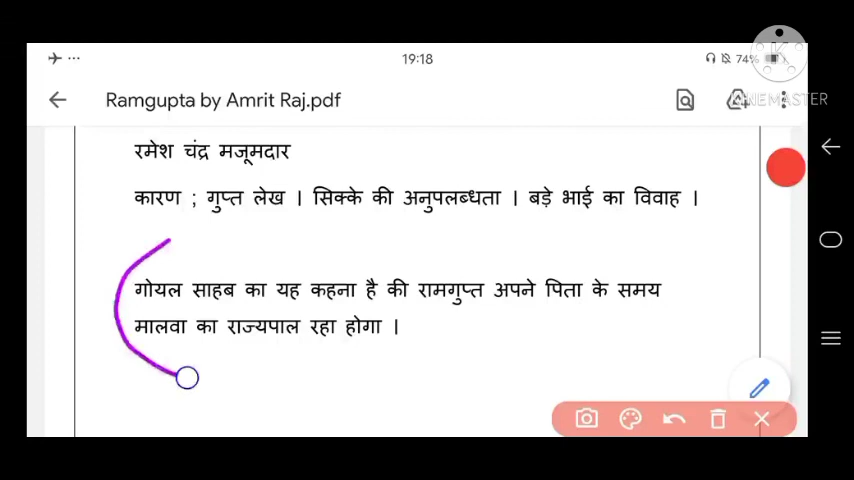 19:18
74%
KINEMASTER
Ramgupta by Amrit Raj.pdf
रमेश चंद्र मजूमदार
कारण ; गुप्त लेख । सिक्के की अनुपलब्धता । बड़े भाई का विवाह ।
गोयल साहब का यह कहना है की रामगुप्त अपने पिता के समय
मालवा का राज्यपाल रहा होगा ।